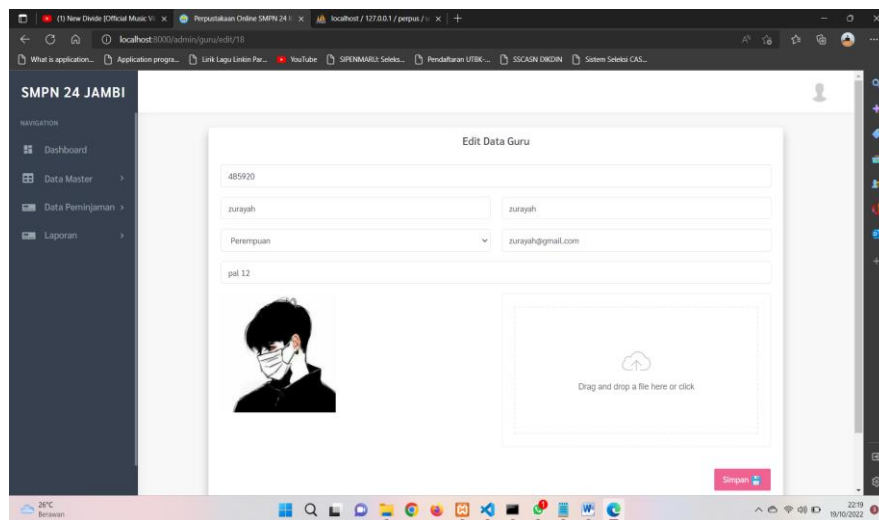 (1) New Divide [Official Music Vi
Perpustakaan Online SMPN 24
localhost / 127.0.0.1 / perpus /
localhost:8000/admin/guru/edit/18
What is application...
Application progra...
Lirik Lagu Linkin Par...
YouTube
SIPENMARU: Seleks...
Pendaftaran UTBK-...
SSCASN DIKDIN
Sistem Seleksi CAS...
SMPN 24 JAMBI
NAVIGATION
Dashboard
Data Master
Data Peminjaman
Laporan
Edit Data Guru
485920
zurayah
zurayah
Perempuan
zurayah@gmail.com
pal 12
Drag and drop a file here or click
Simpan
26°C
Berawan
22:19
19/10/2022